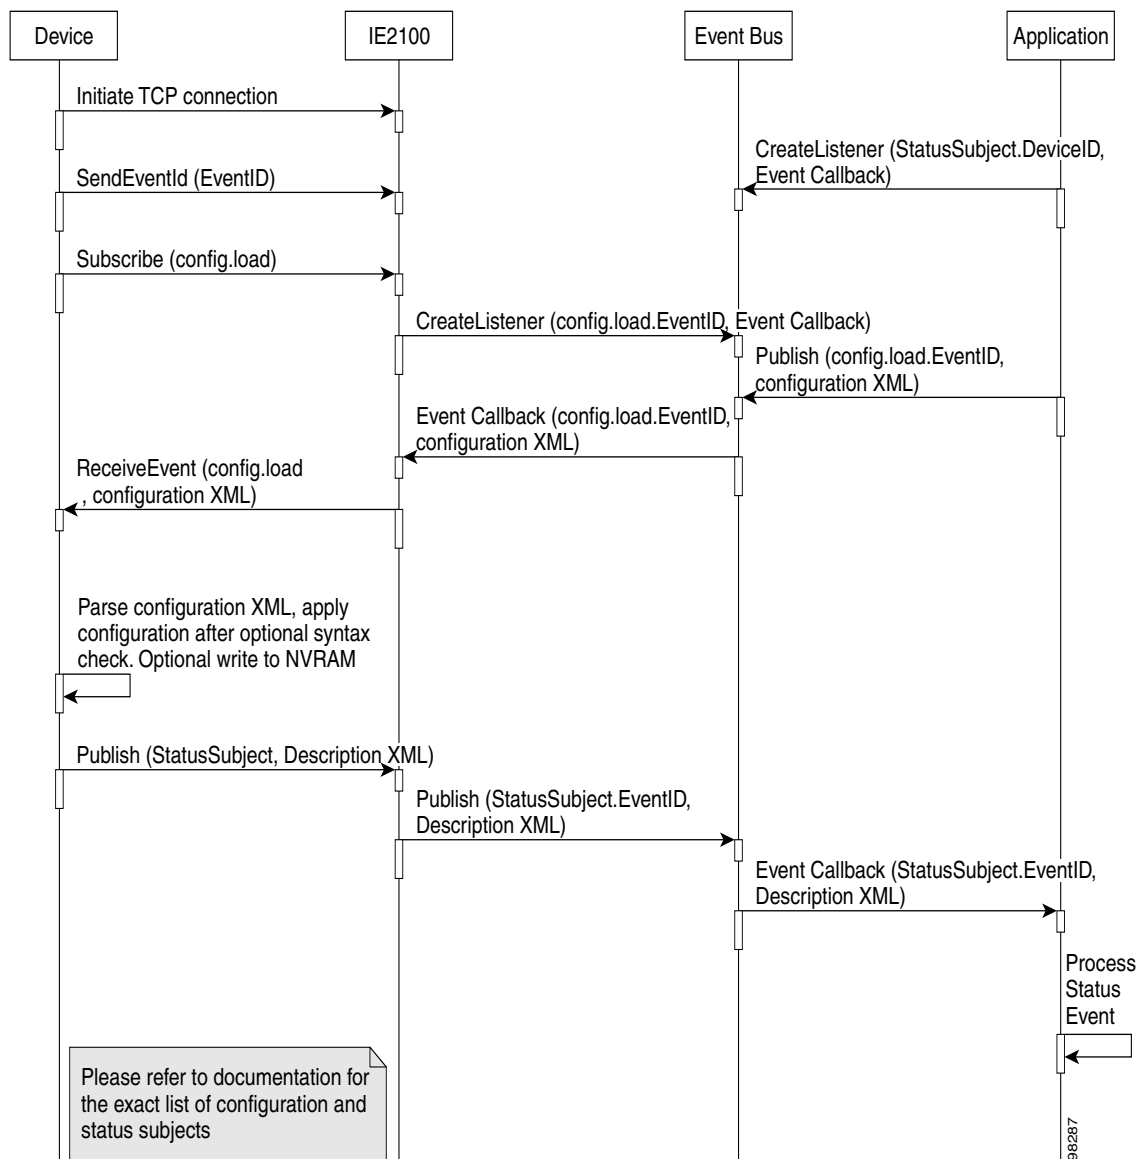 Device
IE2100
Event Bus
Application
Initiate TCP connection
CreateListener (StatusSubject.DeviceID,
Event Callback)
SendEventId (EventID)
Subscribe (config.load)
CreateListener (config.load.EventID, Event Callback)
Publish (config.load.EventID,
configuration XML)
Event Callback (config.load.EventID,
configuration XML)
ReceiveEvent (config.load
, configuration XML)
Parse configuration XML, apply
configuration after optional syntax
check. Optional write to NVRAM
Publish (StatusSubject, Description XML)
Publish (StatusSubject.EventID,
Description XML)
Event Callback (StatusSubject.EventID,
Description XML)
Process
Status
Event
Please refer to documentation for
the exact list of configuration and
status subjects
98287